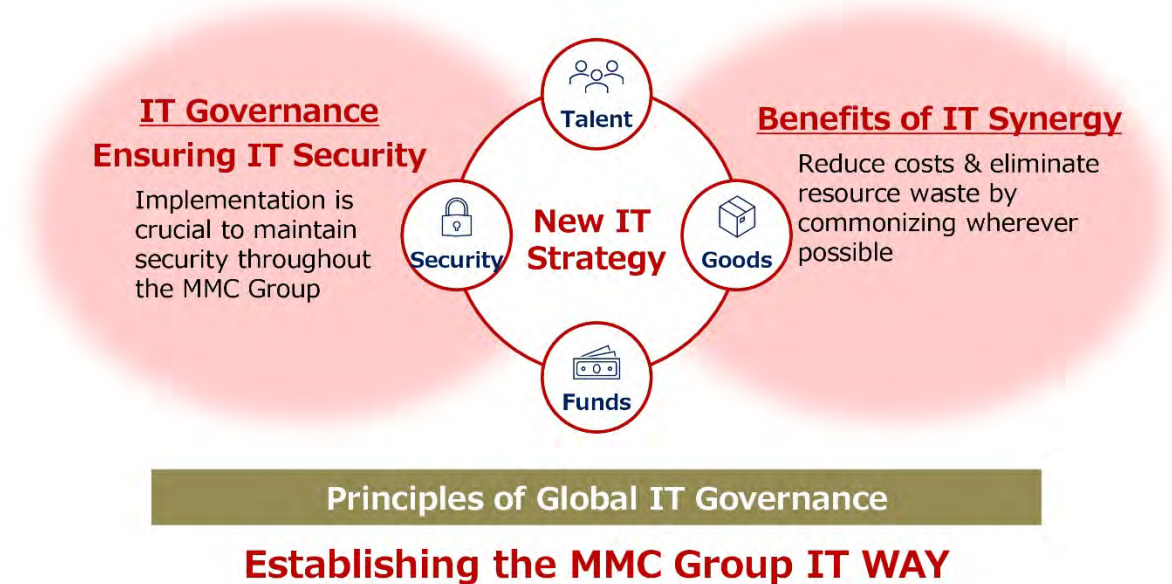 IT Governance
Ensuring IT Security
Implementation is
crucial to maintain
security throughout
the MMC Group
Talent
Security
New IT
Strategy
Goods
Funds
Benefits of IT Synergy
Reduce costs & eliminate
resource waste by
commonizing wherever
possible
Principles of Global IT Governance
Establishing the MMC Group IT WAY